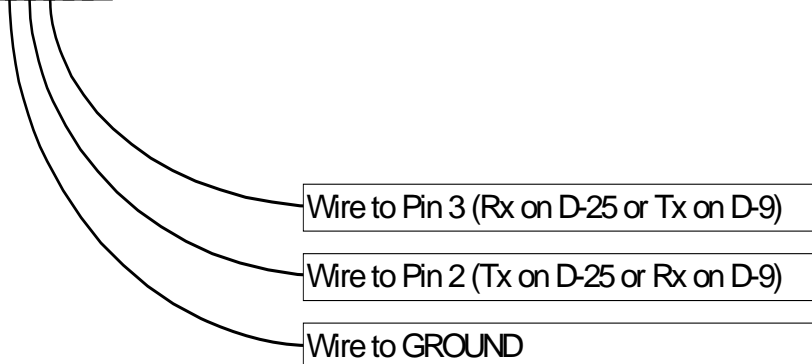 Wire to Pin 3 (Rx on D-25 or Tx on D-9)
Wire to Pin 2 (Tx on D-25 or Rx on D-9)
Wire to GROUND